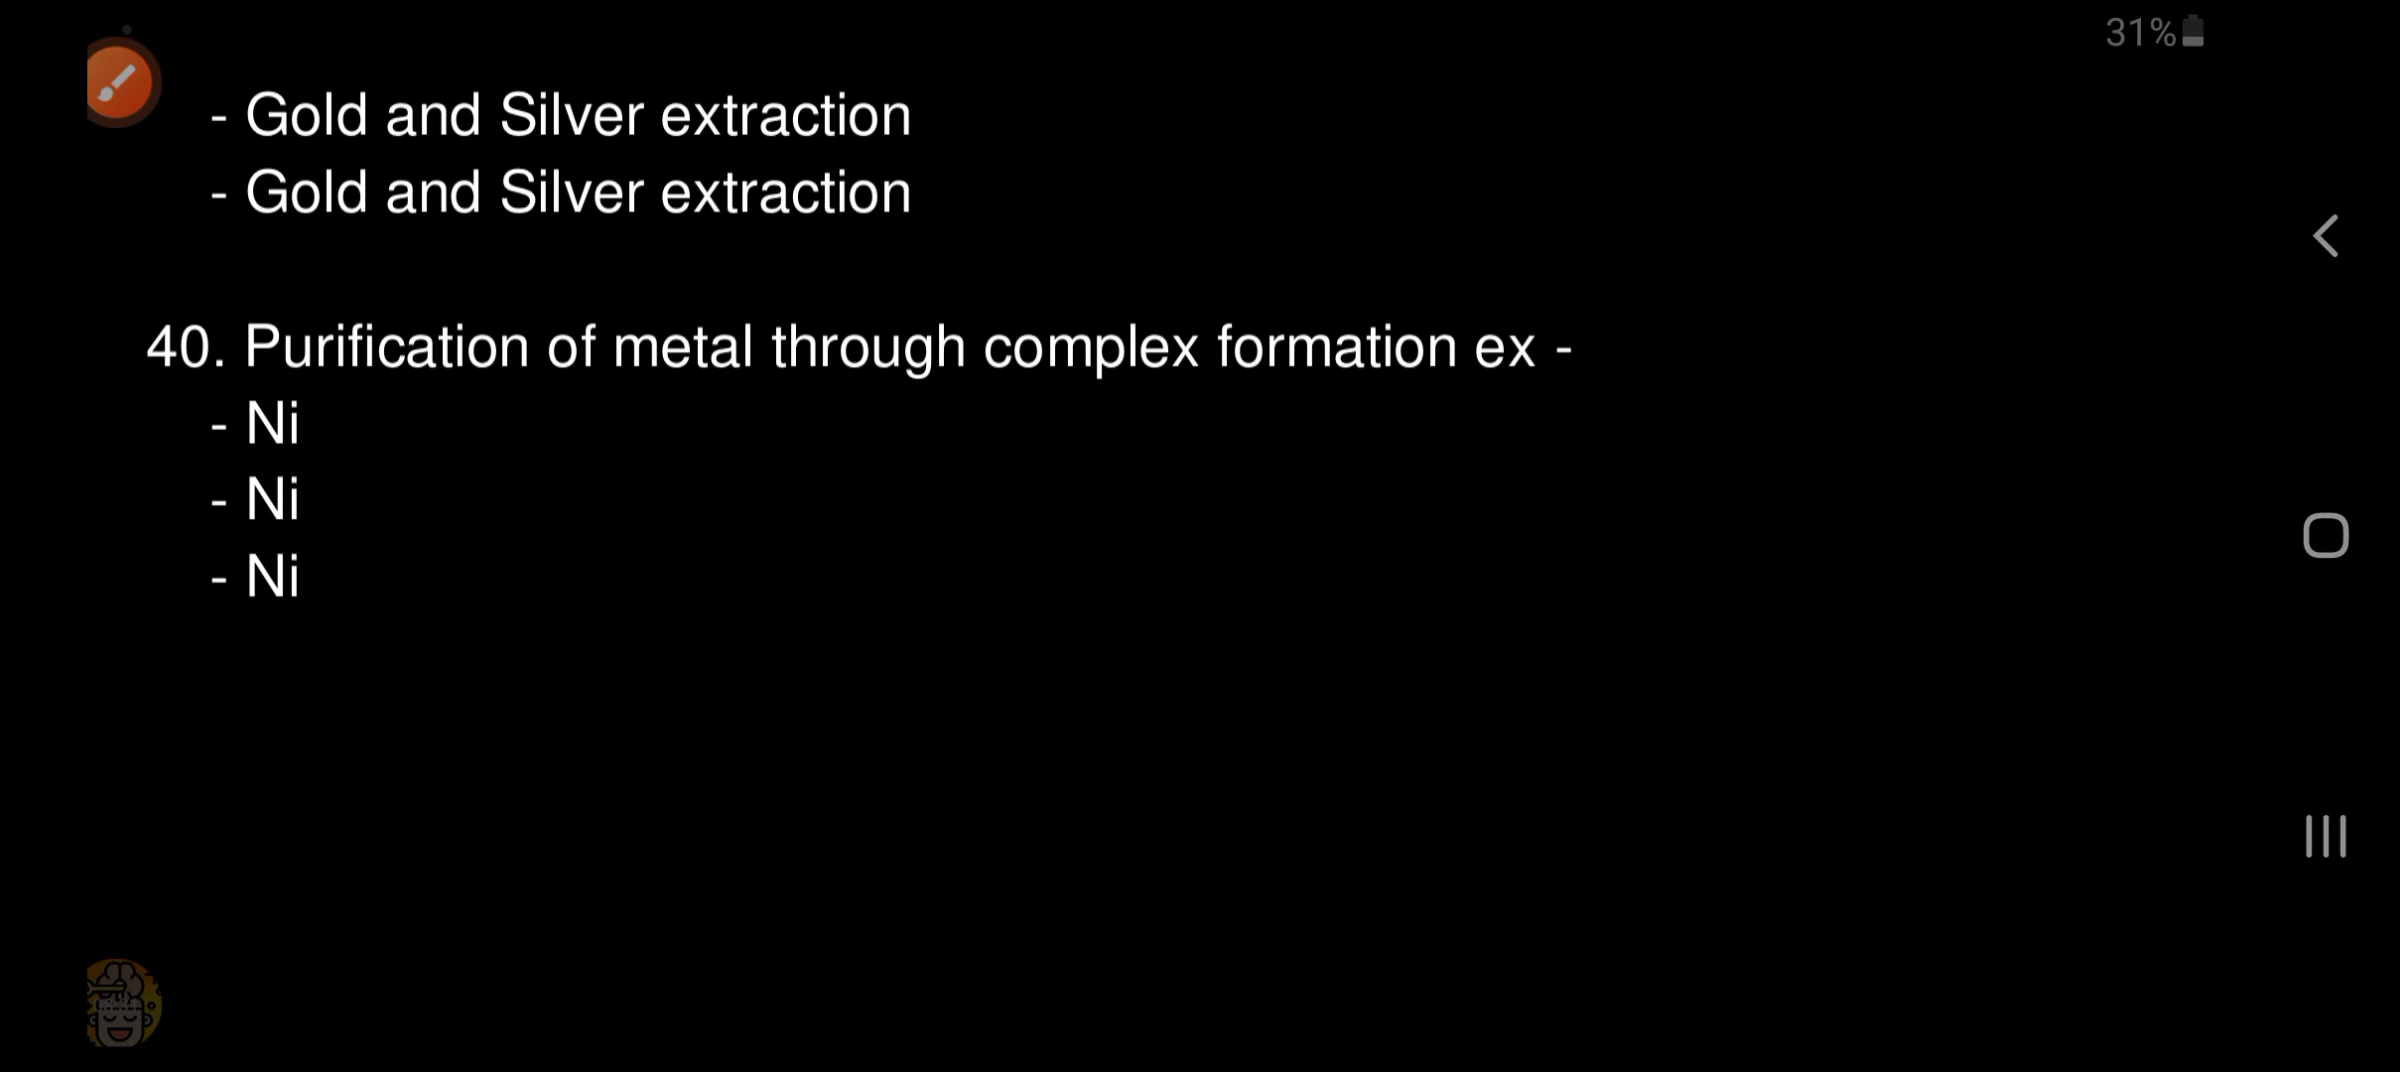 31%
- Gold and Silver extraction
- Gold and Silver extraction
40. Purification of metal through complex formation ex -
- Ni
- Ni
- Ni